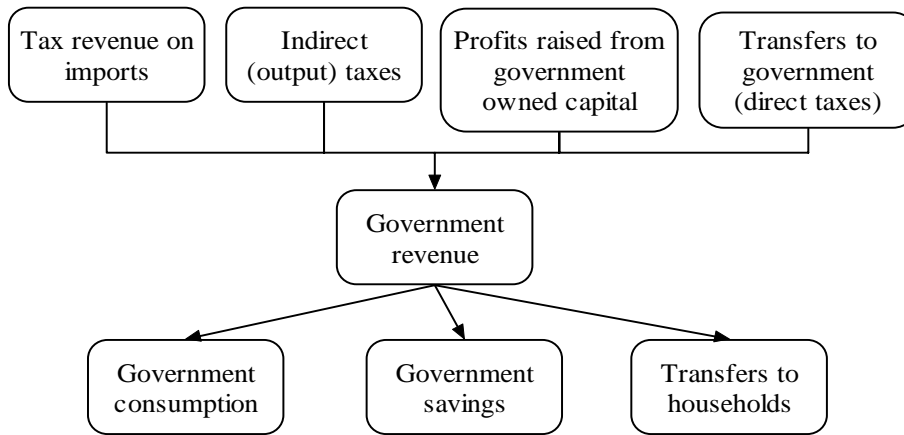 Tax revenue on
imports
Indirect
(output) taxes
Profits raised from
government
owned capital
Transfers to
government
(direct taxes)
Government
revenue
Government
consumption
Government
savings
Transfers to
households